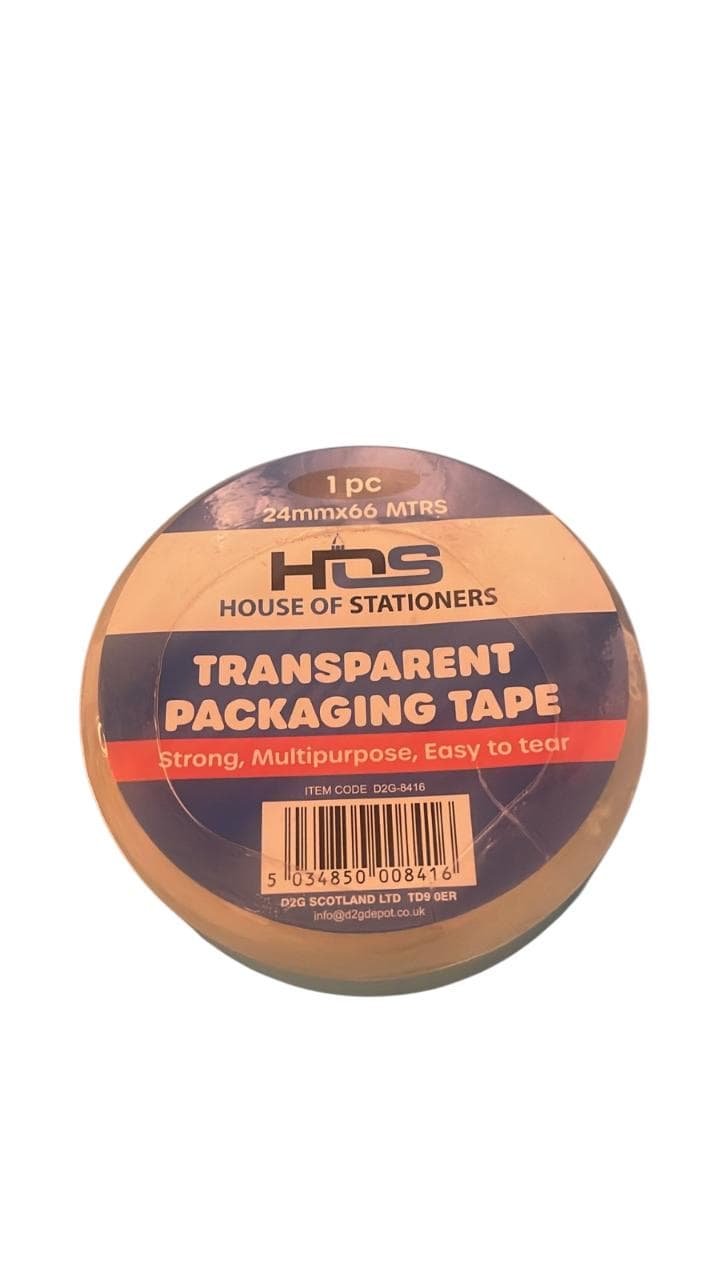 1 pc
24mmx66 MTRS
HOS
HOUSE OF STATIONERS
TRANSPARENT
PACKAGING TAPE
Strong, Multipurpose, Easy to tear
ITEM CODE D2G-8416
5 034850 008416
D2G SCOTLAND LTD TD9 0ER
info@d2gdepot.co.uk